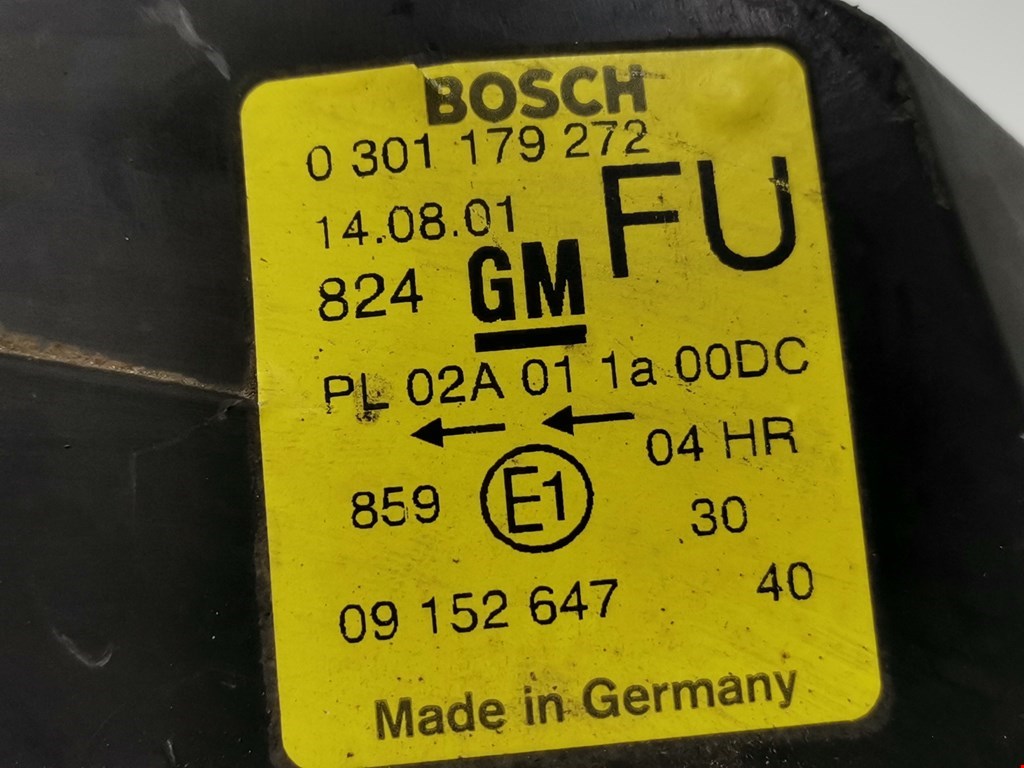 BOSCH
0 301 179 272
FU
14.08.01
824 GM
PL 02A 01 1a 00DC
04 HR
859 E1 30
09 152 647 40
Made in Germany